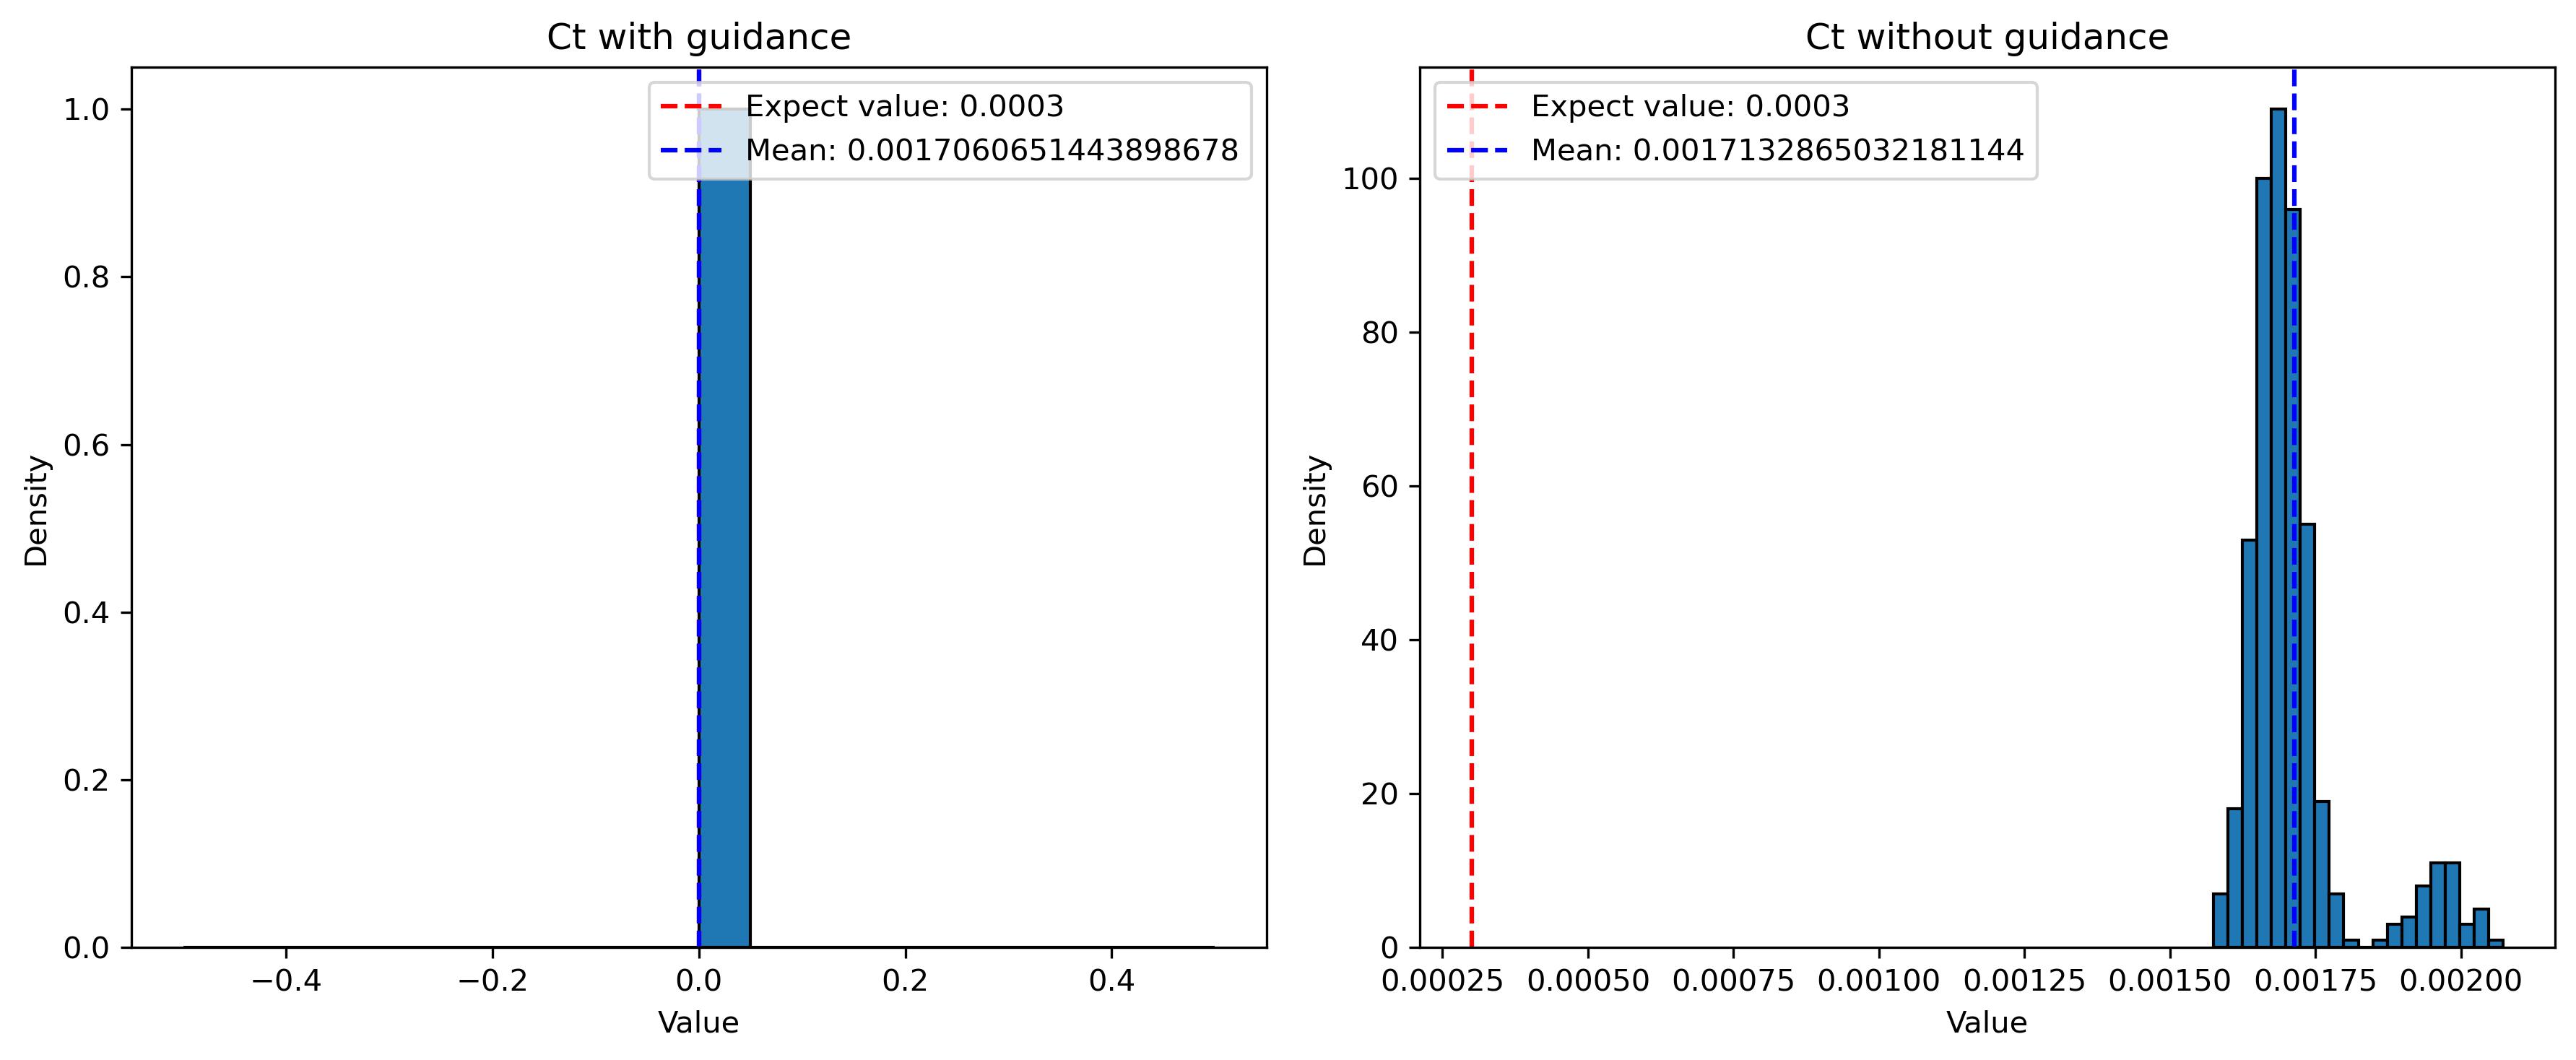 Ct with guidance
Expect value: 0.0003
Mean: 0.0017060651443898678
Density
1.0
0.8
0.6
0.4
0.2
0.0
−0.4
−0.2
0.0
0.2
0.4
Value
Ct without guidance
Expect value: 0.0003
Mean: 0.0017132865032181144
Density
100
80
60
40
20
0
0.00025
0.00050
0.00075
0.00100
0.00125
0.00150
0.00175
0.00200
Value